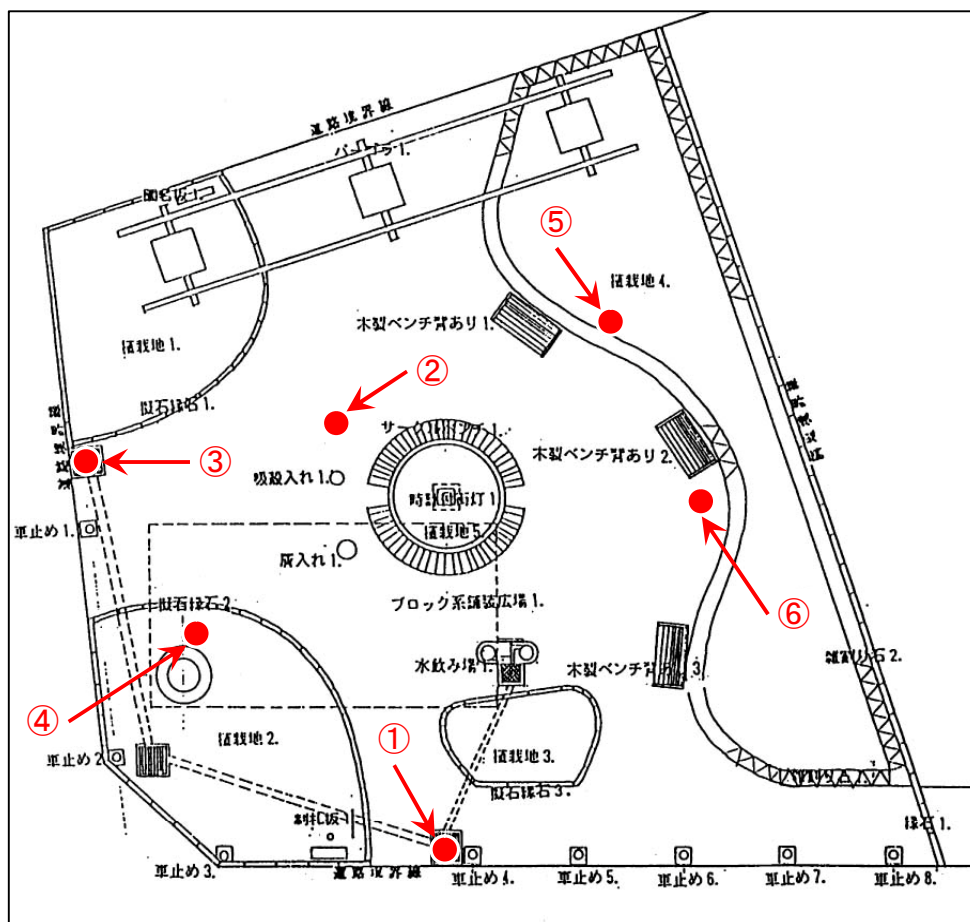 道路境界線
パーゴラ1.
植栽地4.
⑤
木製ベンチ背あり1.
植栽地1.
②
擬石縁石1.
サークルベンチ1.
③
木製ベンチ背あり2.
吸殻入れ1.
植栽地5.
車止め1.
灰入れ1.
ブロック系舗装広場1.
擬石縁石2.
⑥
水飲み場1.
木製ベンチ背
3.
④
①
植栽地2.
車止め2
植栽地3.
擬石縁石3.
縁石1.
車止め3.
道路境界線
車止め4.
車止め5.
車止め6.
車止め7.
車止め8.